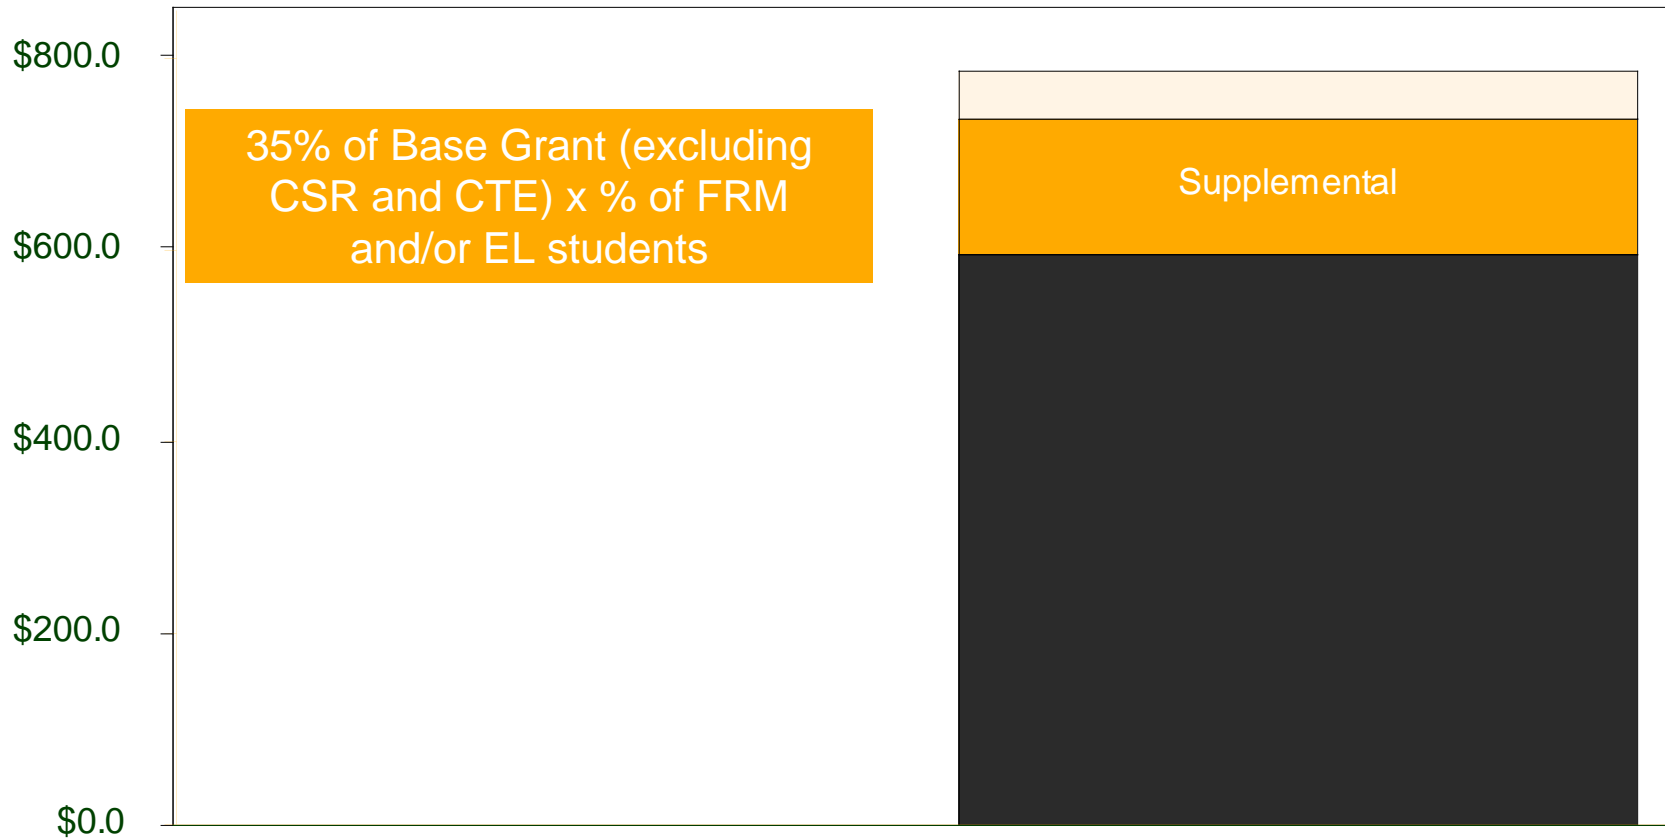 $800.0
35% of Base Grant (excluding
CSR and CTE) x % of FRM
and/or EL students
Supplemental
$600.0
$400.0
$200.0
$0.0